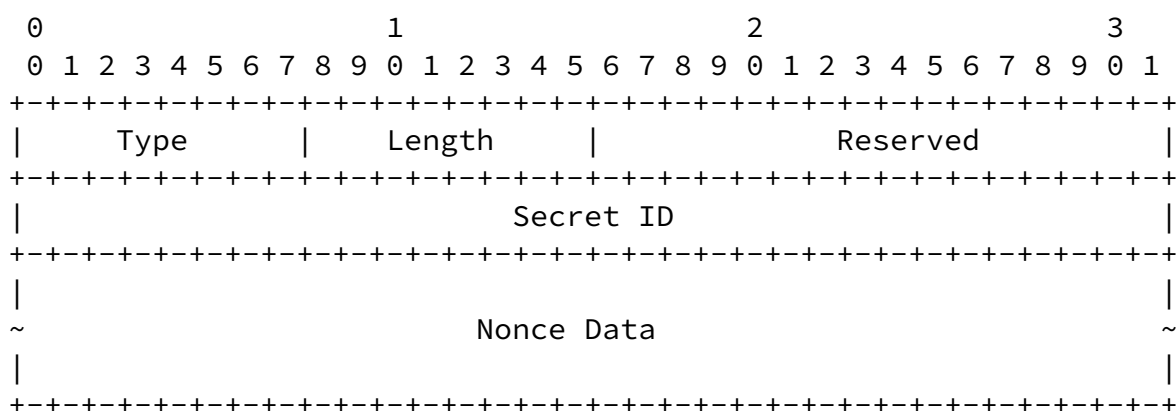 0                   1                   2                   3
 0 1 2 3 4 5 6 7 8 9 0 1 2 3 4 5 6 7 8 9 0 1 2 3 4 5 6 7 8 9 0 1
+-+-+-+-+-+-+-+-+-+-+-+-+-+-+-+-+-+-+-+-+-+-+-+-+-+-+-+-+-+-+-+-+
|     Type      |    Length     |             Reserved          |
+-+-+-+-+-+-+-+-+-+-+-+-+-+-+-+-+-+-+-+-+-+-+-+-+-+-+-+-+-+-+-+-+
|                           Secret ID                           |
+-+-+-+-+-+-+-+-+-+-+-+-+-+-+-+-+-+-+-+-+-+-+-+-+-+-+-+-+-+-+-+-+
|                                                               |
~                         Nonce Data                            ~
|                                                               |
+-+-+-+-+-+-+-+-+-+-+-+-+-+-+-+-+-+-+-+-+-+-+-+-+-+-+-+-+-+-+-+-+